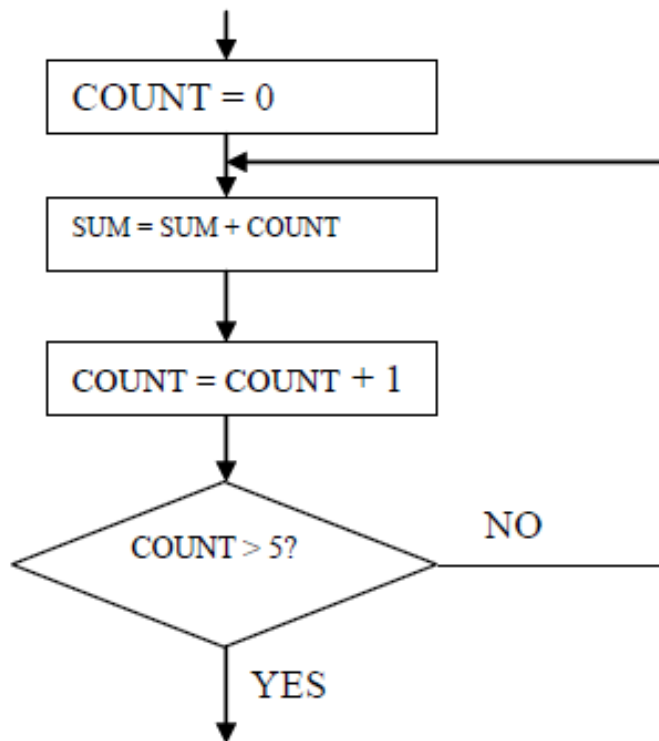 COUNT = 0
SUM = SUM + COUNT
COUNT = COUNT + 1
COUNT > 5?
NO
YES